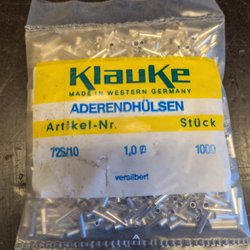 Klauke
MADE IN WESTERN GERMANY
ADERENDHÜLSEN
Artikel-Nr. Stück
72S/10 1,0 ⌀ 1000
versilbert